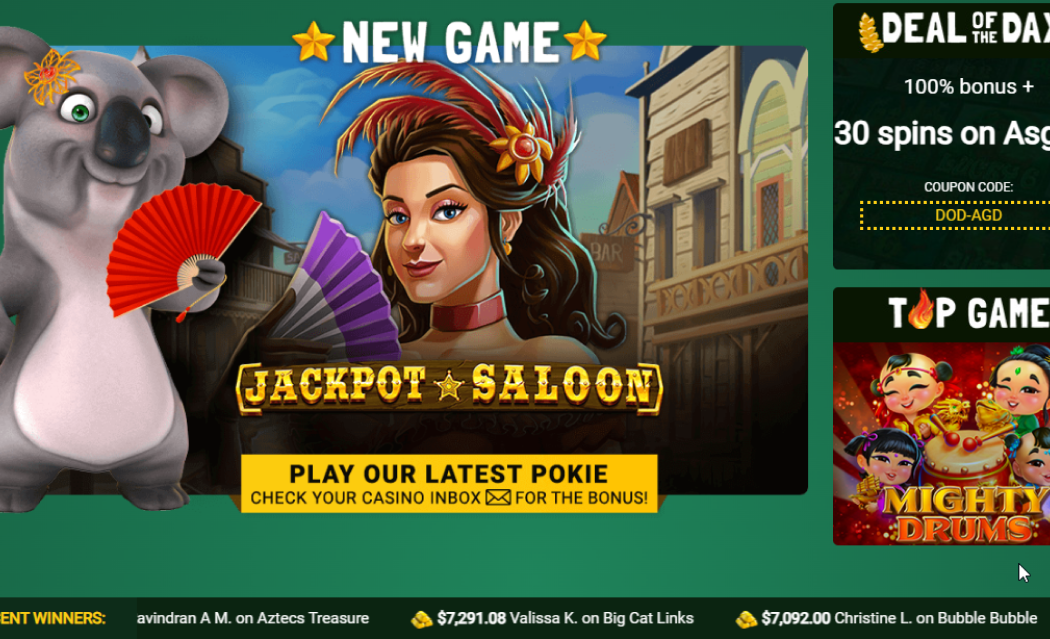 NEW GAME
JACKPOT SALOON
PLAY OUR LATEST POKIE
CHECK YOUR CASINO INBOX FOR THE BONUS!
DEAL OF THE DAY
100% bonus +
30 spins on Asg
COUPON CODE:
DOD-AGD
TOP GAME
MIGHTY
DRUMS
BAR
CENT WINNERS: avindran A M. on Aztecs Treasure $7,291.08 Valissa K. on Big Cat Links $7,092.00 Christine L. on Bubble Bubble